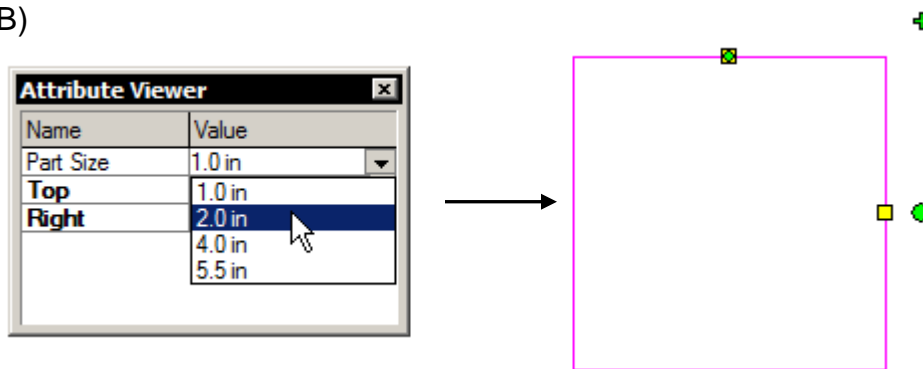 B)
Attribute Viewer
Name Value
Part Size 1.0 in
Top 1.0 in
Right 2.0 in
4.0 in
5.5 in